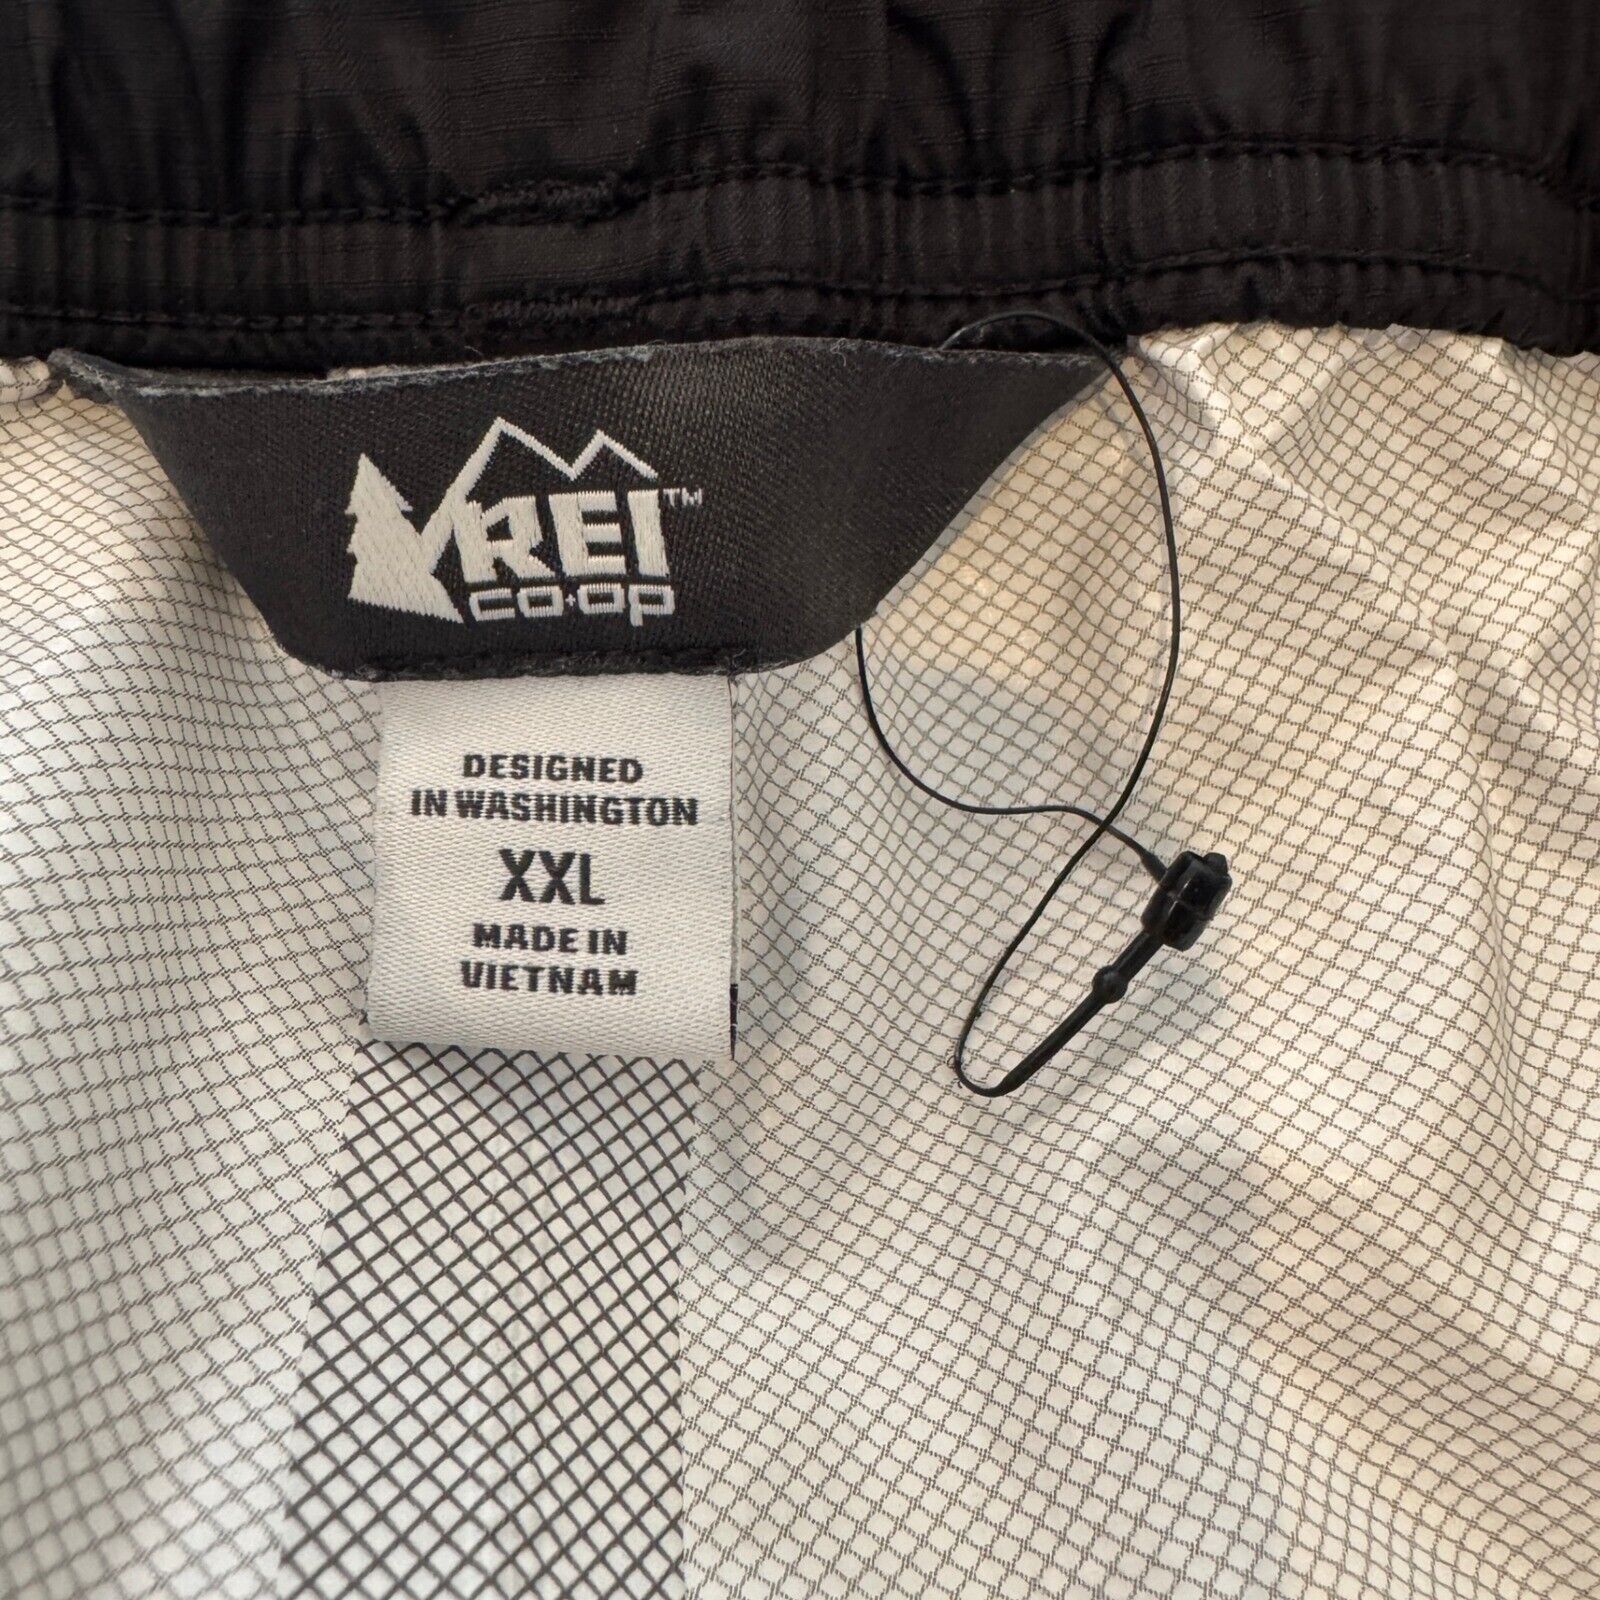 REI™
co·op
DESIGNED
IN WASHINGTON
XXL
MADE IN
VIETNAM